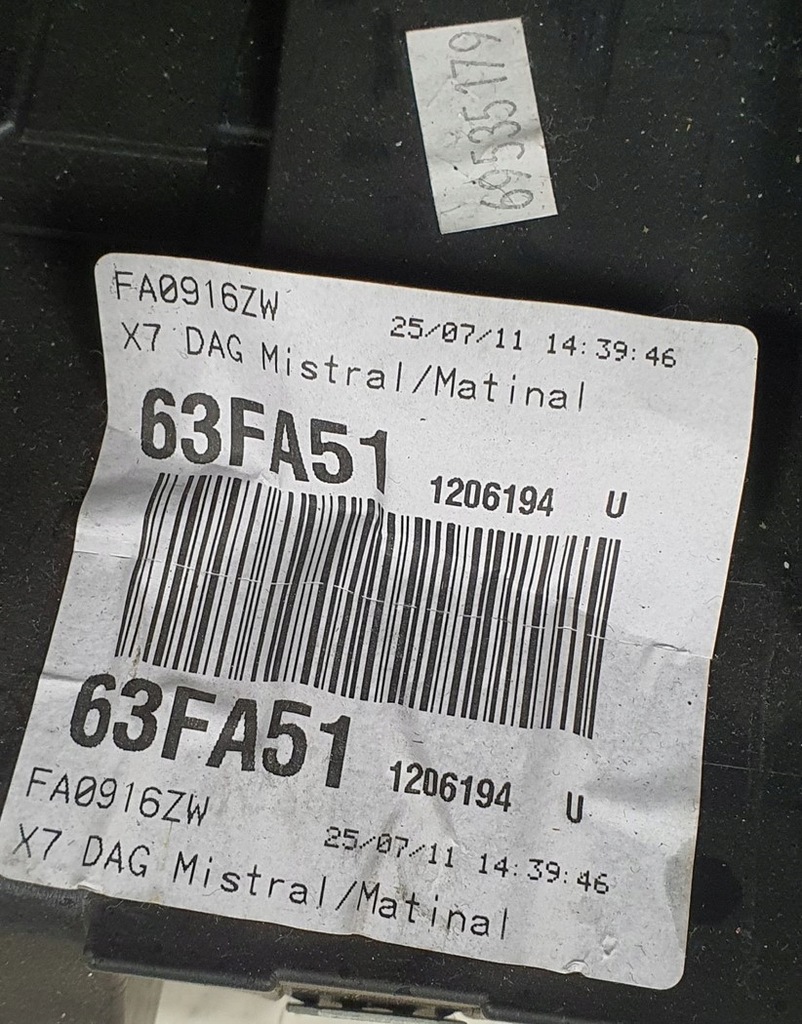 69535179
FA0916ZW
25/07/11 14:39:46
X7 DAG Mistral/Matinal
63FA51
1206194 U
63FA51
1206194 U
FA0916ZW
25/07/11 14:39:46
X7 DAG Mistral/Matinal